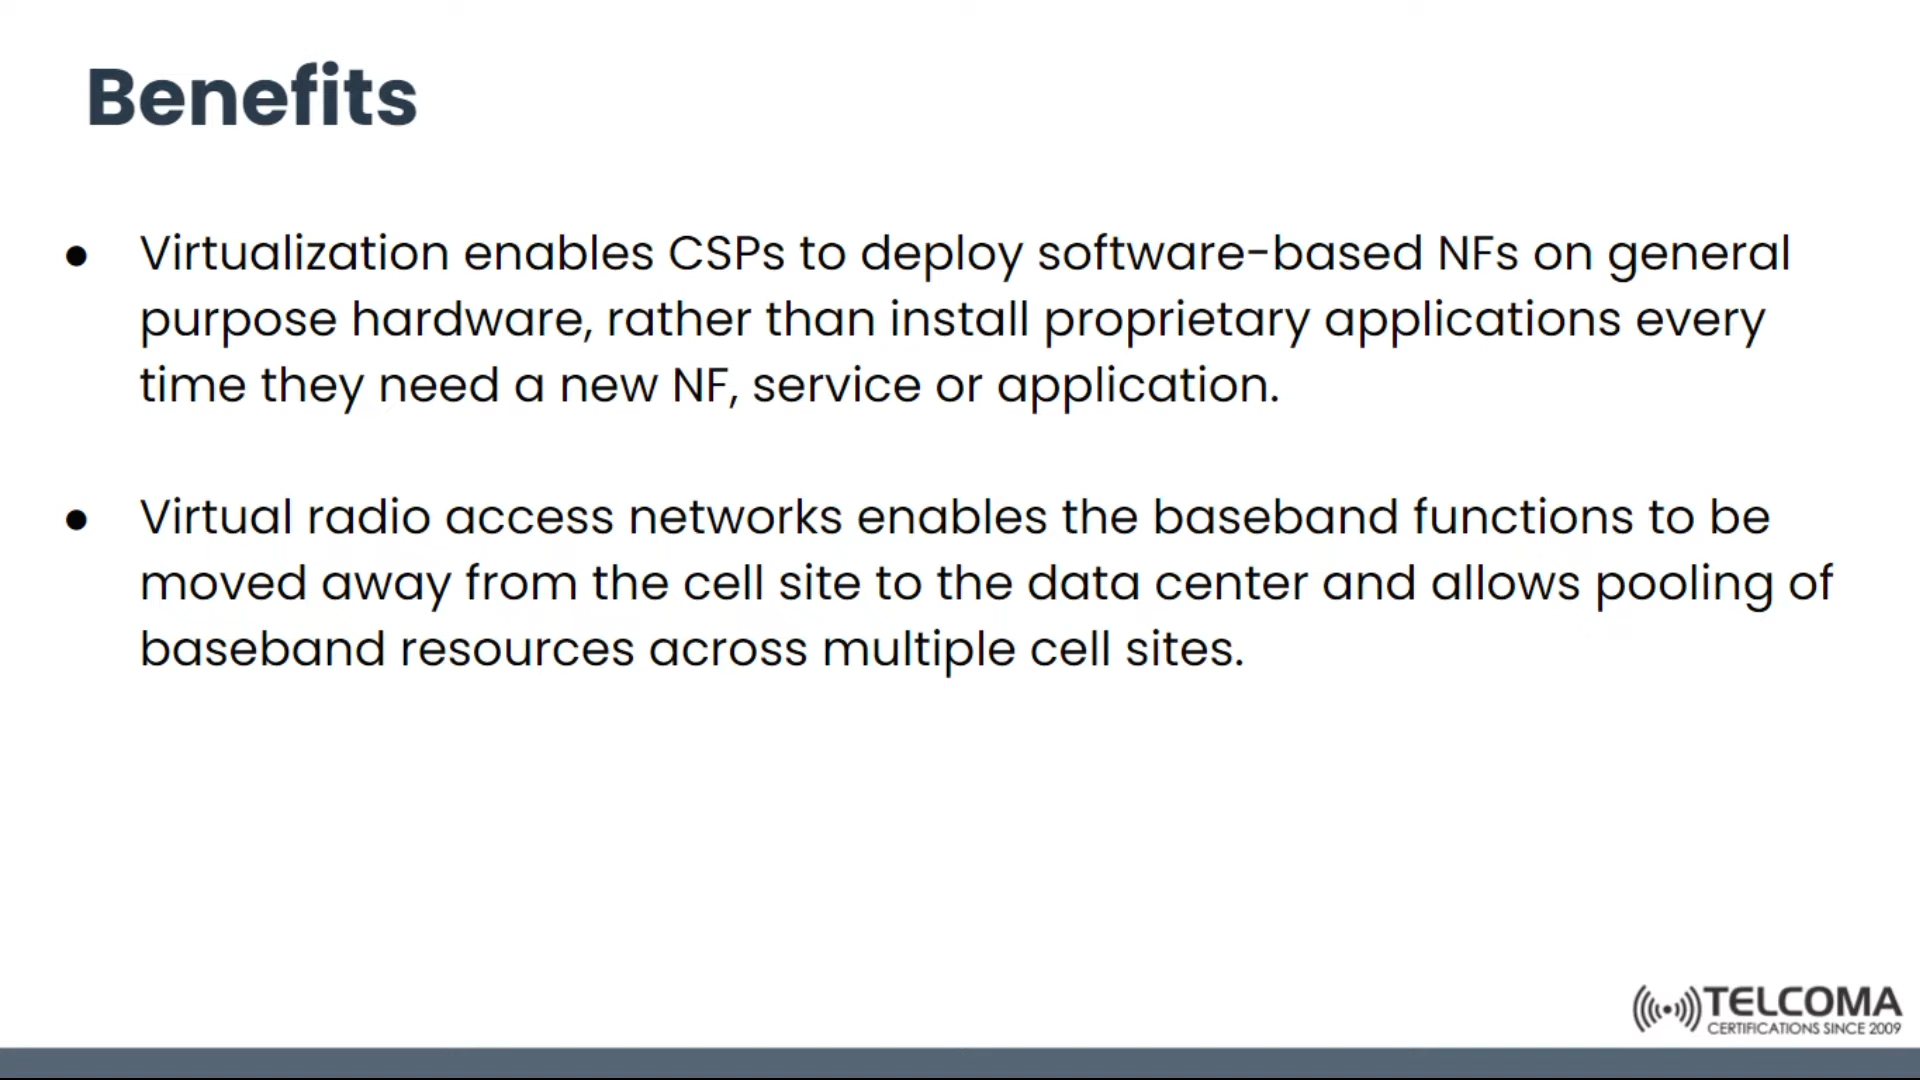 Benefits
● Virtualization enables CSPs to deploy software-based NFs on general
purpose hardware, rather than install proprietary applications every
time they need a new NF, service or application.
● Virtual radio access networks enables the baseband functions to be
moved away from the cell site to the data center and allows pooling of
baseband resources across multiple cell sites.
TELCOMA
CERTIFICATIONS SINCE 2009